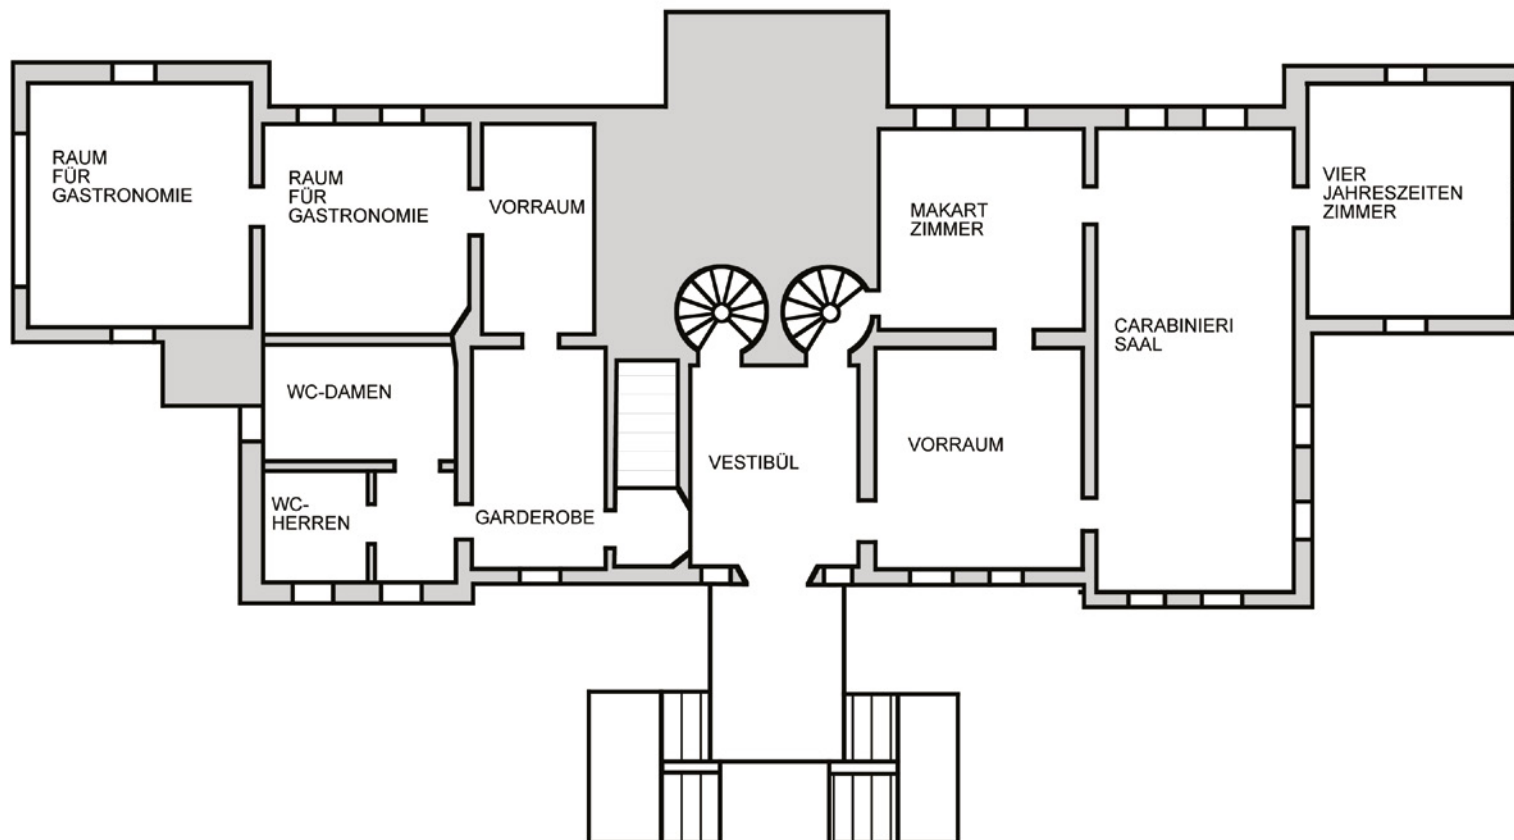 RAUM
FÜR
GASTRONOMIE
RAUM
FÜR
GASTRONOMIE
VORRAUM
MAKART
ZIMMER
VIER
JAHRESZEITEN
ZIMMER
CARABINIERI
SAAL
WC-DAMEN
VESTIBÜL
VORRAUM
WC-
HERREN
GARDEROBE